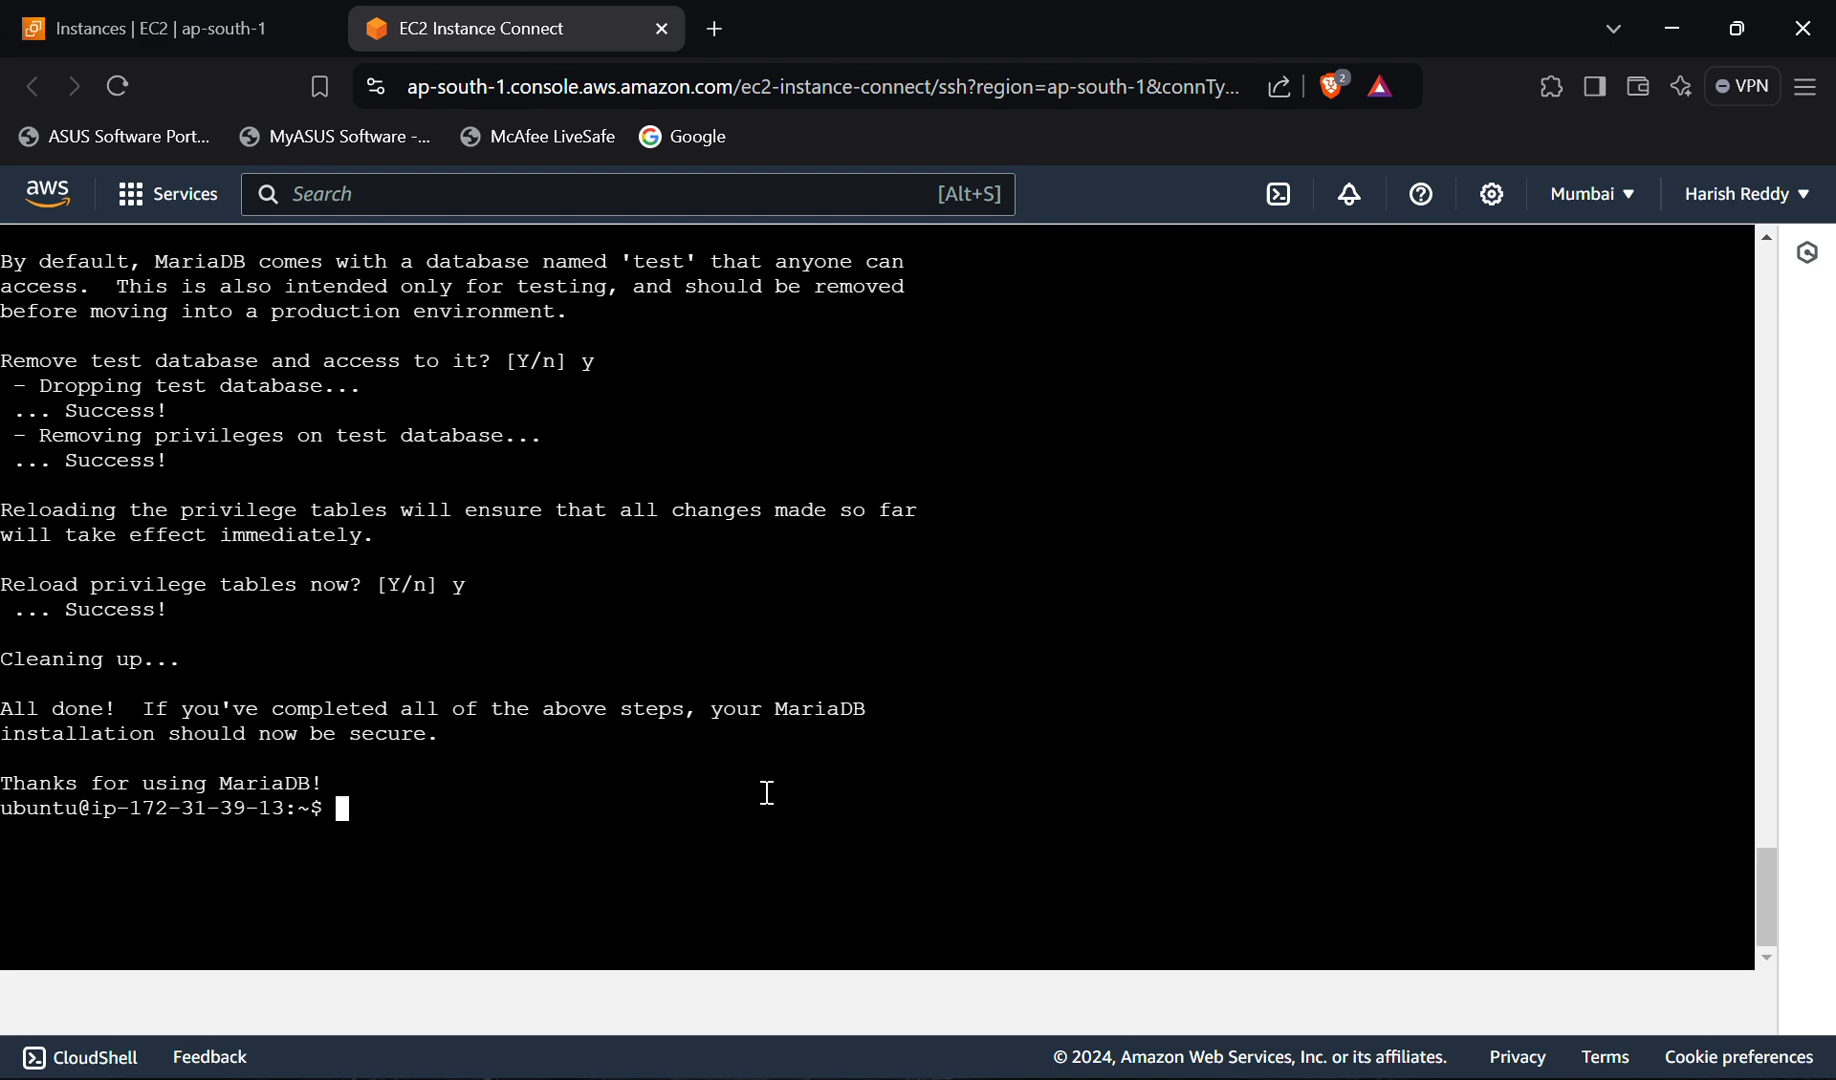 Instances | EC2 | ap-south-1
EC2 Instance Connect
ap-south-1.console.aws.amazon.com/ec2-instance-connect/ssh?region=ap-south-1&connTy...
2
VPN
ASUS Software Port...
MyASUS Software -...
McAfee LiveSafe
Google
aws
Services
Search
[Alt+S]
Mumbai
Harish Reddy
By default, MariaDB comes with a database named 'test' that anyone can
access.  This is also intended only for testing, and should be removed
before moving into a production environment.
Remove test database and access to it? [Y/n] y
- Dropping test database...
... Success!
- Removing privileges on test database...
... Success!
Reloading the privilege tables will ensure that all changes made so far
will take effect immediately.
Reload privilege tables now? [Y/n] y
... Success!
Cleaning up...
All done!  If you've completed all of the above steps, your MariaDB
installation should now be secure.
Thanks for using MariaDB!
ubuntu@ip-172-31-39-13:~$
CloudShell
Feedback
© 2024, Amazon Web Services, Inc. or its affiliates.
Privacy
Terms
Cookie preferences